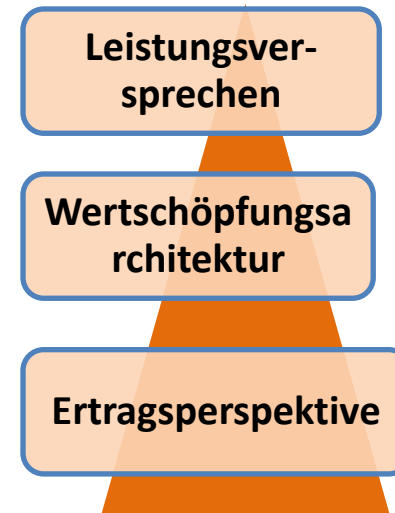 Leistungsver-
sprechen
Wertschöpfungsa
rchitektur
Ertragsperspektive